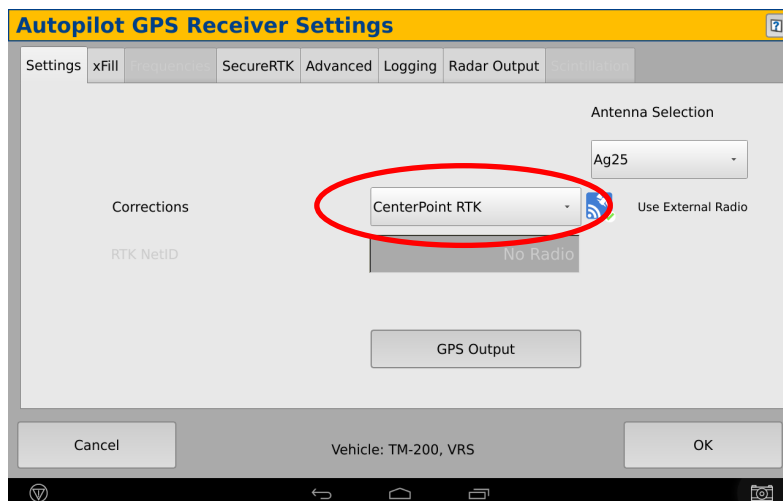 Autopilot GPS Receiver Settings
Settings xFill Frequencies SecureRTK Advanced Logging Radar Output Scintillation
Antenna Selection
Ag25
Corrections CenterPoint RTK Use External Radio
RTK NetID No Radio
GPS Output
Cancel Vehicle: TM-200, VRS OK